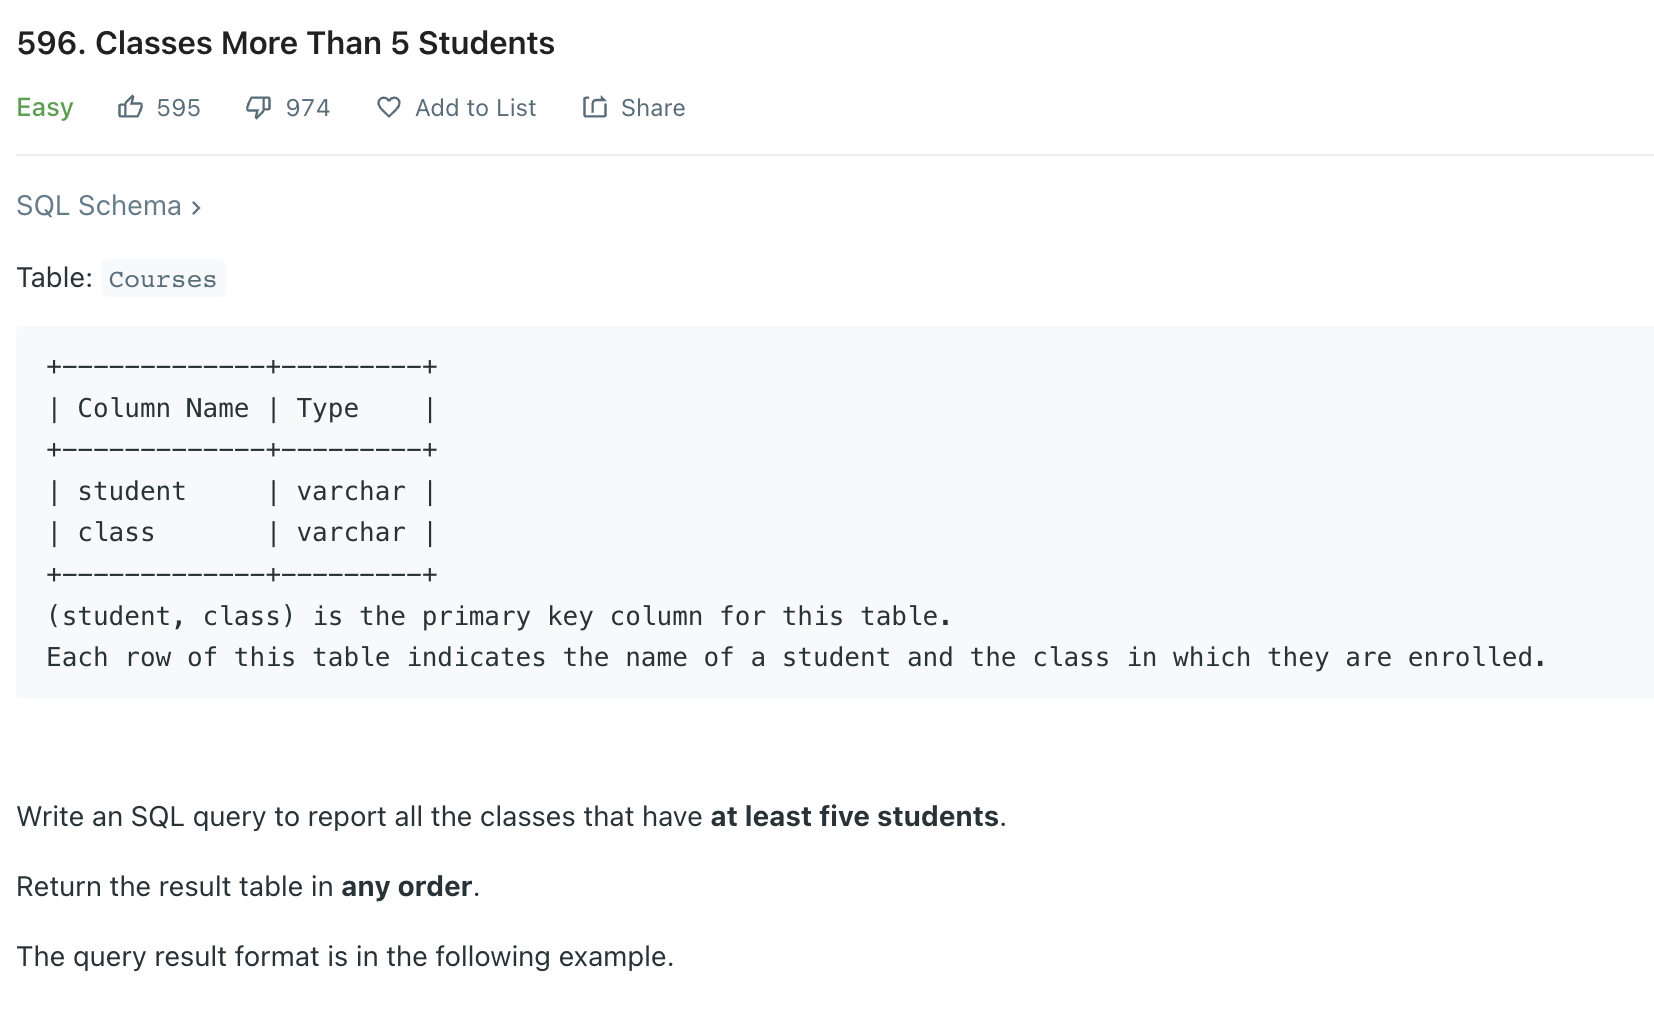 596. Classes More Than 5 Students
Easy 595 974 Add to List Share
SQL Schema >
Table: Courses
+-------------+---------+
| Column Name | Type    |
+-------------+---------+
| student     | varchar |
| class       | varchar |
+-------------+---------+
(student, class) is the primary key column for this table.
Each row of this table indicates the name of a student and the class in which they are enrolled.
Write an SQL query to report all the classes that have at least five students.
Return the result table in any order.
The query result format is in the following example.